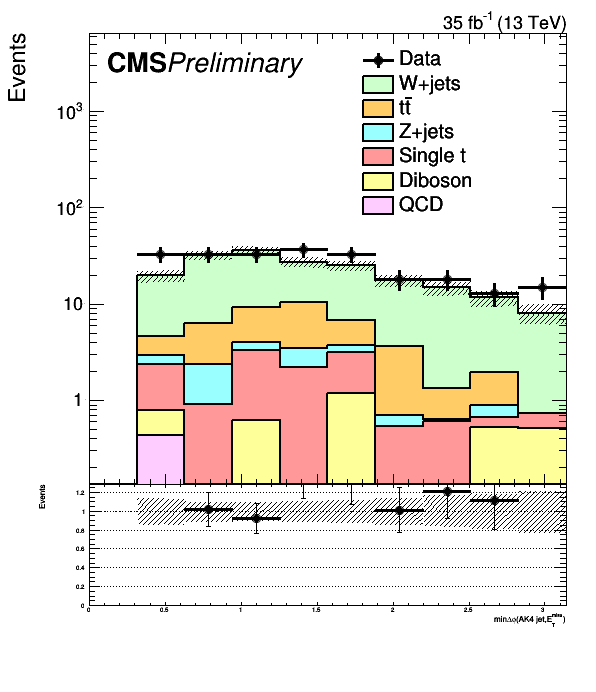 35 fb⁻¹ (13 TeV)
CMS Preliminary
Events
Data
W+jets
tt̄
Z+jets
Single t
Diboson
QCD
10³
10²
10
1
Events
1.2
1
0.8
0.6
0.4
0.2
0
0 0.5 1 1.5 2 2.5 3
minΔφ(AK4 jet,E_T^miss)